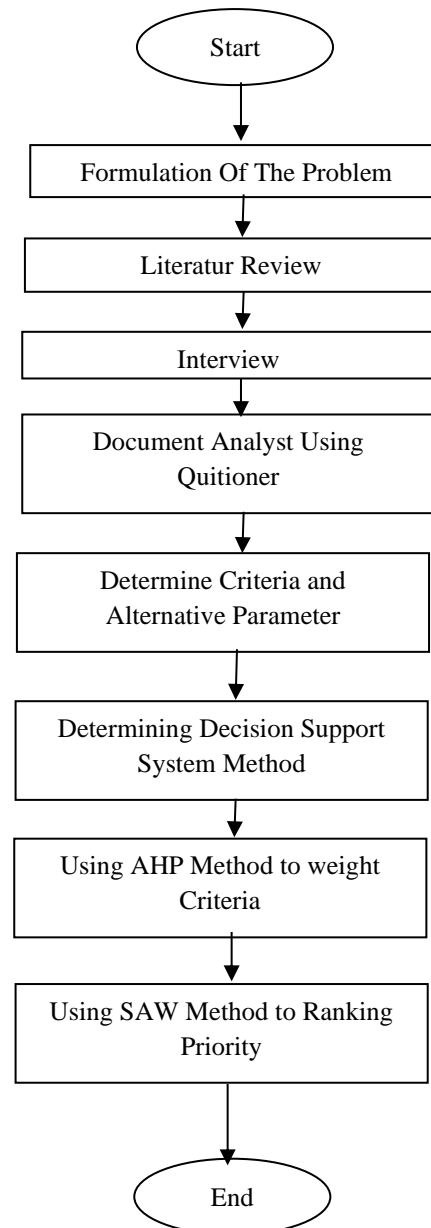 Start
Formulation Of The Problem
Literatur Review
Interview
Document Analyst Using
Quitioner
Determine Criteria and
Alternative Parameter
Determining Decision Support
System Method
Using AHP Method to weight
Criteria
Using SAW Method to Ranking
Priority
End